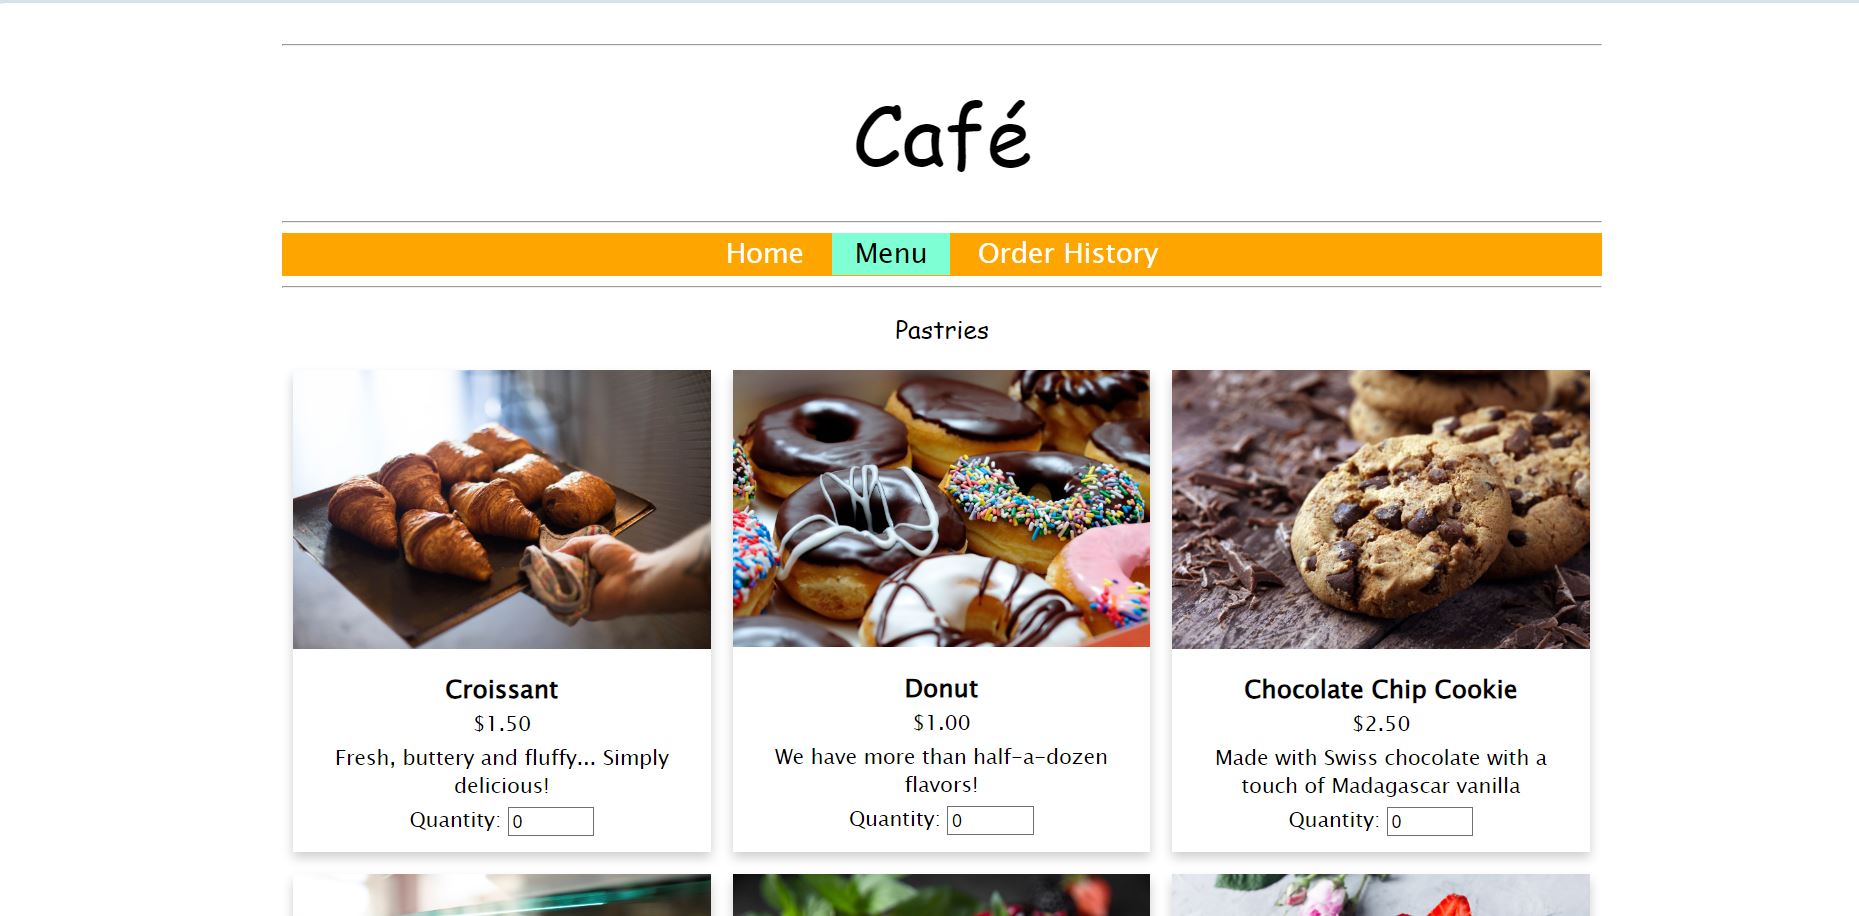 Café
Home Menu Order History
Pastries
Croissant
$1.50
Fresh, buttery and fluffy... Simply
delicious!
Quantity: 0
Donut
$1.00
We have more than half-a-dozen
flavors!
Quantity: 0
Chocolate Chip Cookie
$2.50
Made with Swiss chocolate with a
touch of Madagascar vanilla
Quantity: 0